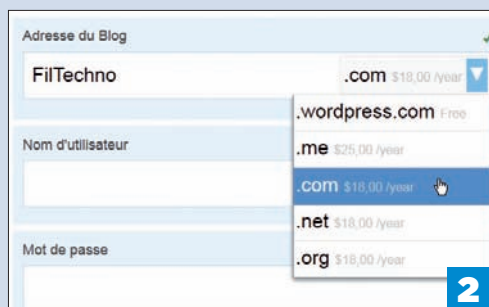 Adresse du Blog
FilTechno .com $18,00 /year
.wordpress.com Free
Nom d'utilisateur
.me $25,00 /year
.com $18,00 /year
.net $18,00 /year
Mot de passe
.org $18,00 /year
2